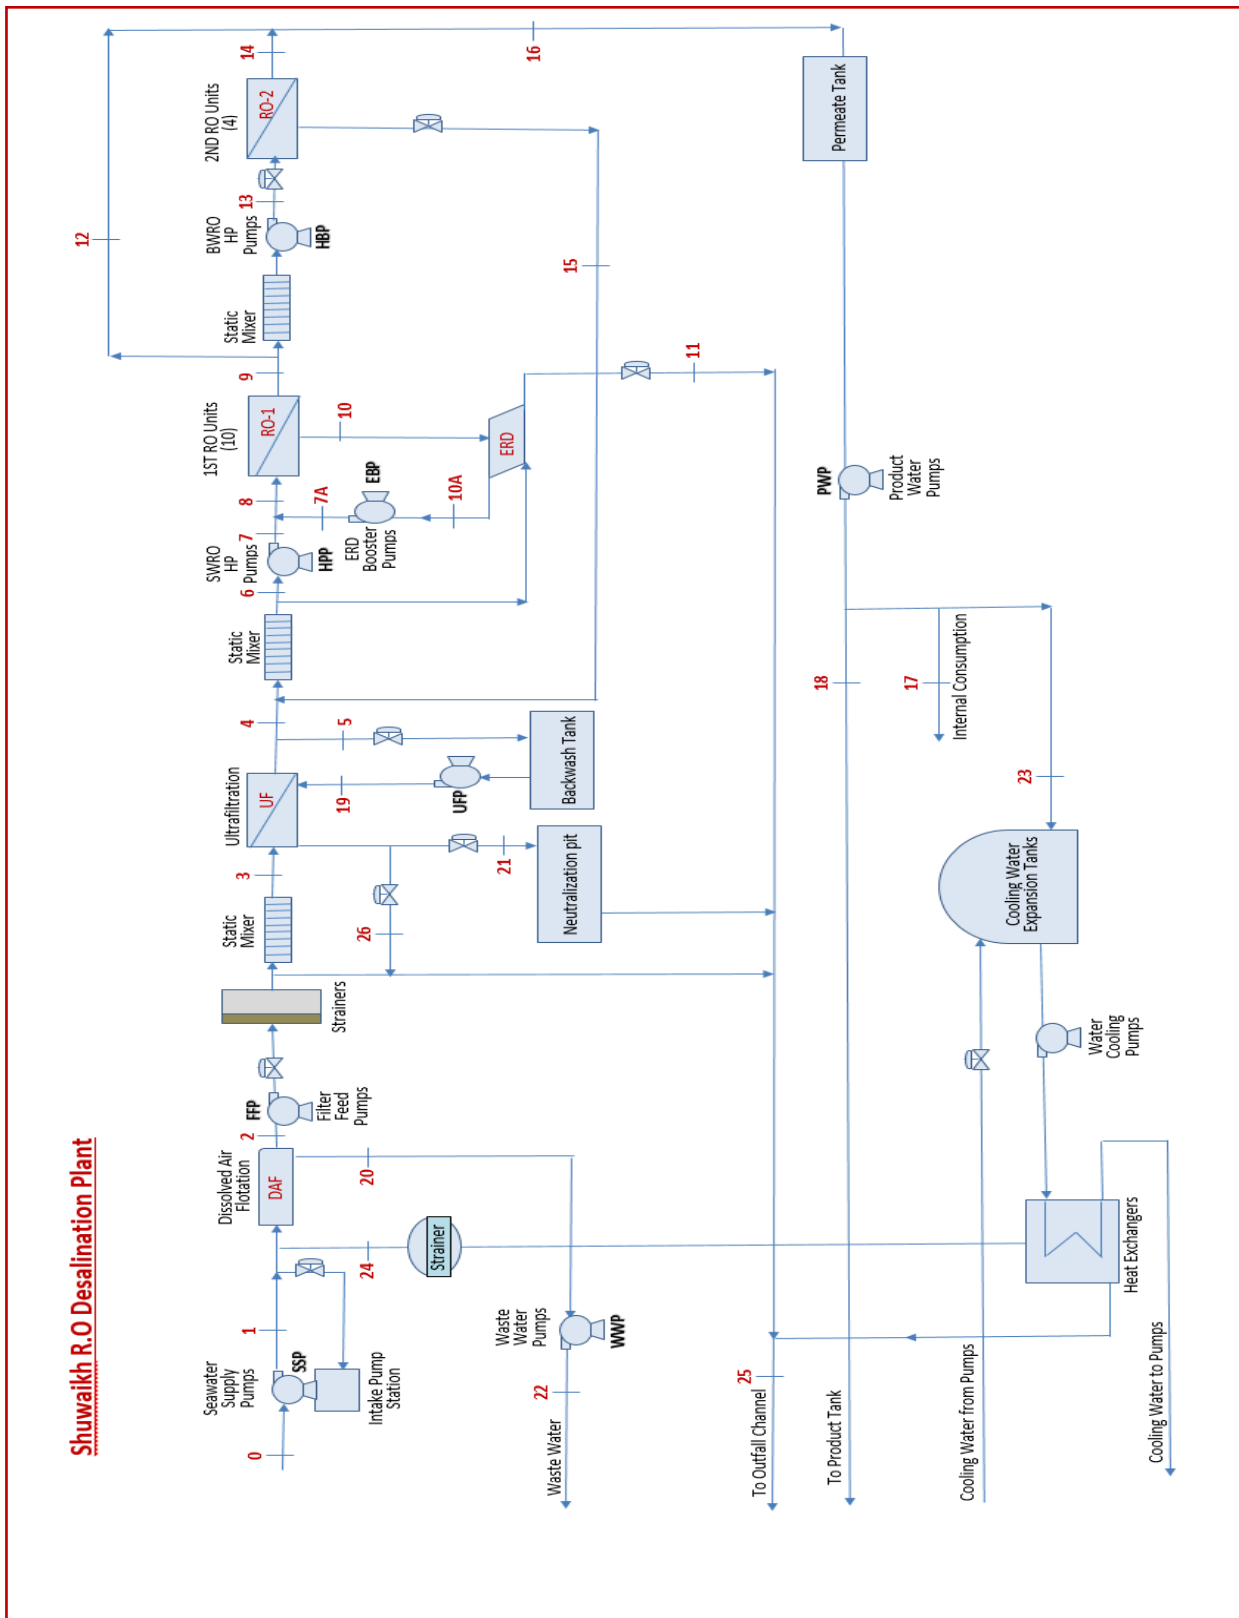 Shuwaikh R.O Desalination Plant
0
Seawater
Supply
Pumps
SSP
Intake Pump
Station
1
24
Strainer
Dissolved Air
Flotation
DAF
20
Waste
Water
Pumps
WWP
22
Waste Water
2
FFP
Filter
Feed
Pumps
Strainers
Static
Mixer
3
26
Ultrafiltration
UF
21
Neutralization pit
19
UFP
Backwash Tank
5
4
Static
Mixer
6
SWRO
HP
Pumps
HPP
7
8
7A
EBP
ERD
Booster
Pumps
10A
1ST RO Units
(10)
RO-1
10
ERD
9
11
12
Static
Mixer
BWRO
HP
Pumps
HBP
13
15
2ND RO Units
(4)
RO-2
14
16
Permeate Tank
PWP
Product
Water
Pumps
18
17
Internal Consumption
23
Cooling Water
Expansion Tanks
Water
Cooling
Pumps
Heat Exchangers
25
To Outfall Channel
To Product Tank
Cooling Water from Pumps
Cooling Water to Pumps